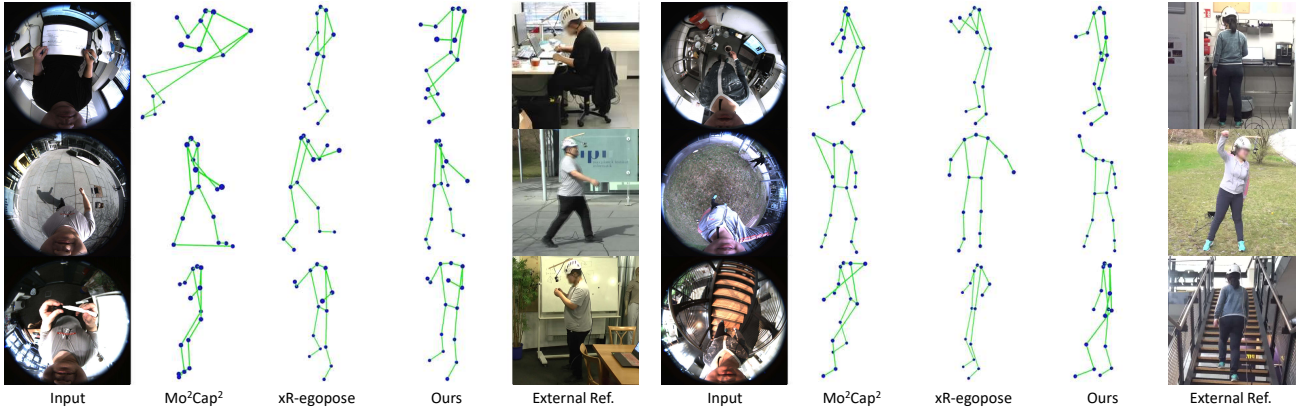 Input Mo²Cap² xR-egopose Ours External Ref. Input Mo²Cap² xR-egopose Ours External Ref.